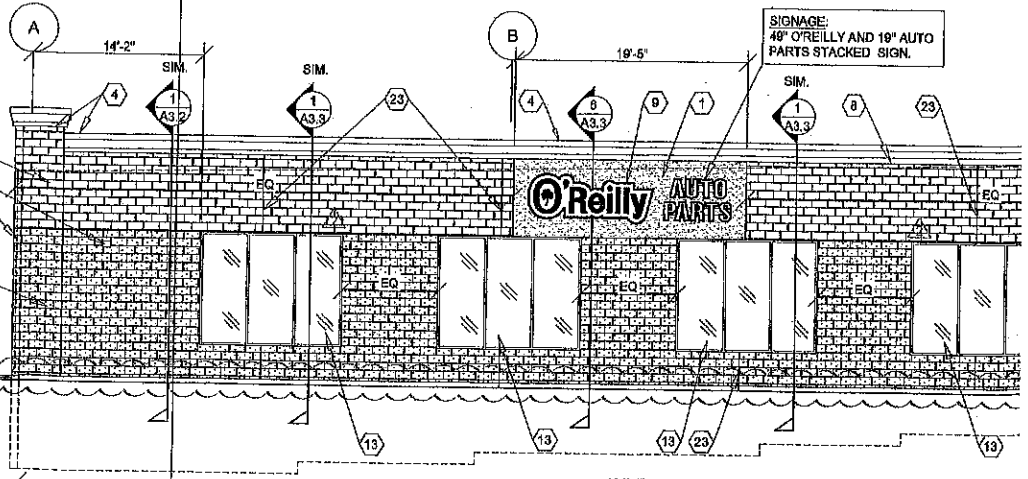 A
B
14'-2"
19'-5"
SIGNAGE:
49" O'REILLY AND 19" AUTO
PARTS STACKED SIGN.
SIM.
SIM.
SIM.
4
1
A3.2
1
A3.3
23
4
6
A3.3
9
1
1
A3.3
8
23
EQ
O'Reilly
AUTO
PARTS
EQ
EQ
EQ
EQ
13
13
13
23
13